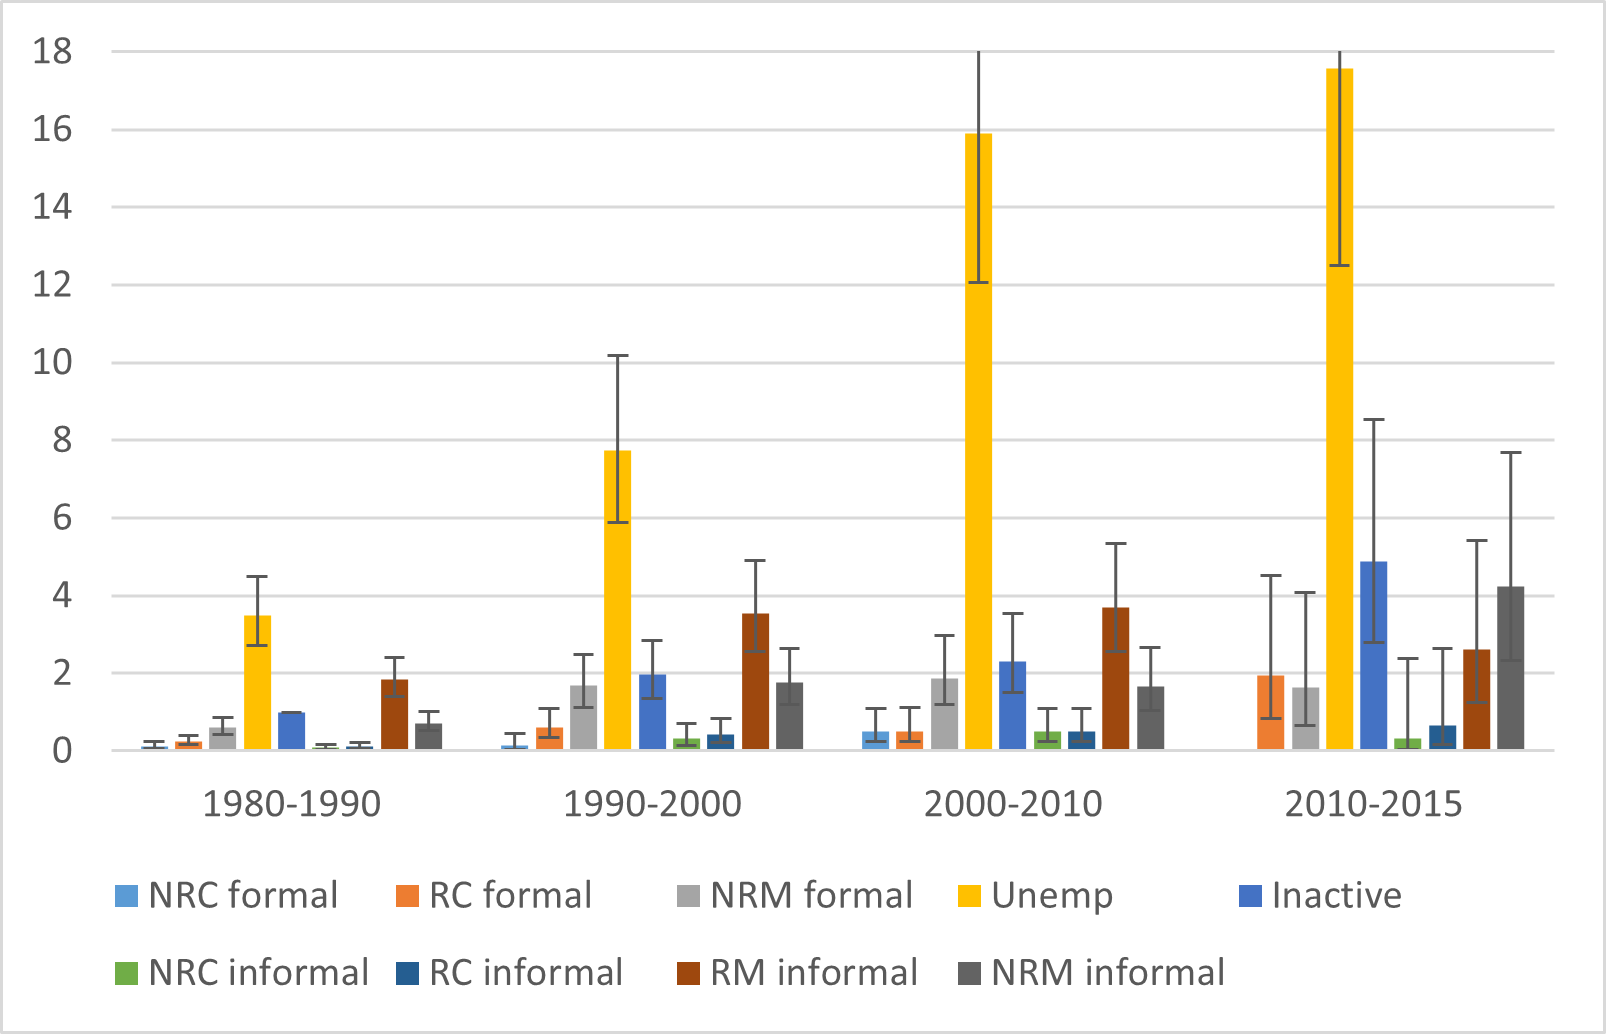 18
16
14
12
10
8
6
4
2
0
1980-1990
1990-2000
2000-2010
2010-2015
NRC formal
RC formal
NRM formal
Unemp
Inactive
NRC informal
RC informal
RM informal
NRM informal